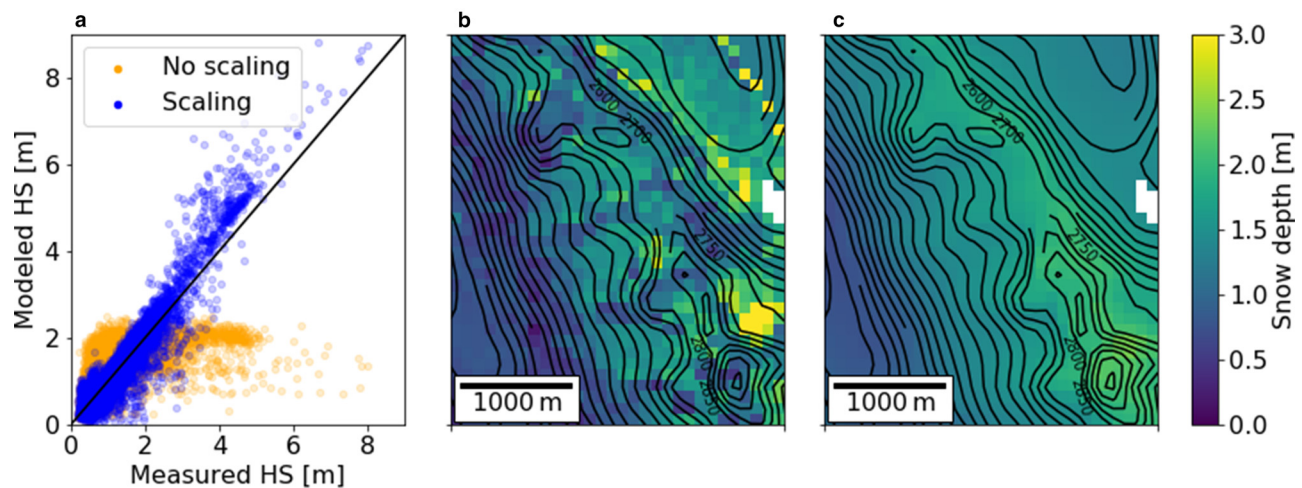 a
No scaling
Scaling
8
6
4
2
0
0 2 4 6 8
Modeled HS [m]
Measured HS [m]
b
2600
2700
2750
2800
2850
1000 m
c
2600
2700
2750
2800
2850
1000 m
3.0
2.5
2.0
1.5
1.0
0.5
0.0
Snow depth [m]